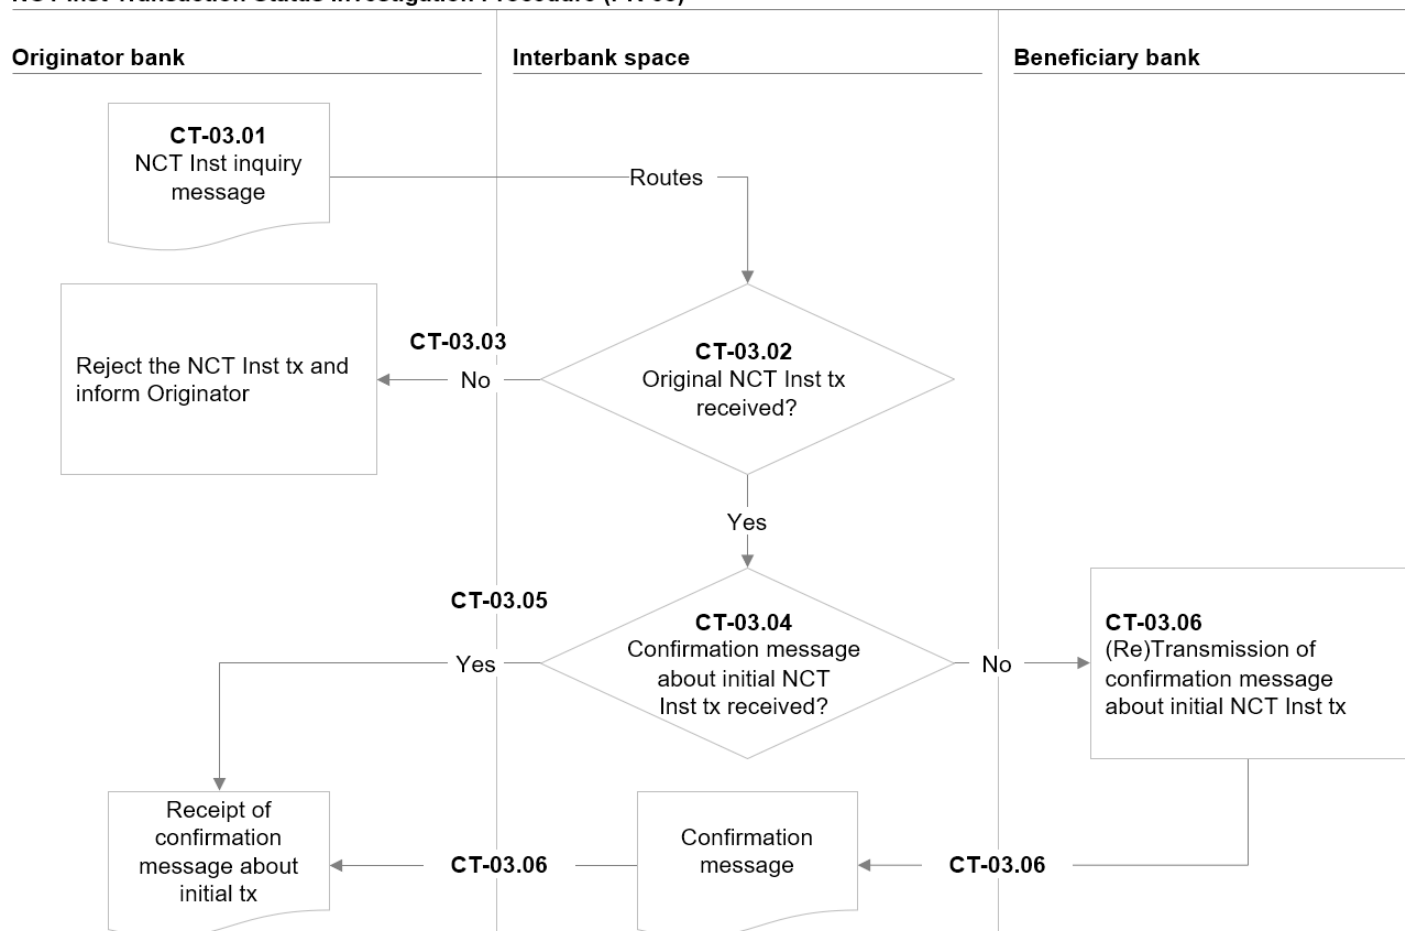 Originator bank
Interbank space
Beneficiary bank
CT-03.01
NCT Inst inquiry
message
Routes
CT-03.03
No
Reject the NCT Inst tx and
inform Originator
CT-03.02
Original NCT Inst tx
received?
Yes
CT-03.05
Yes
CT-03.04
Confirmation message
about initial NCT
Inst tx received?
No
CT-03.06
(Re)Transmission of
confirmation message
about initial NCT Inst tx
Receipt of
confirmation
message about
initial tx
CT-03.06
Confirmation
message
CT-03.06